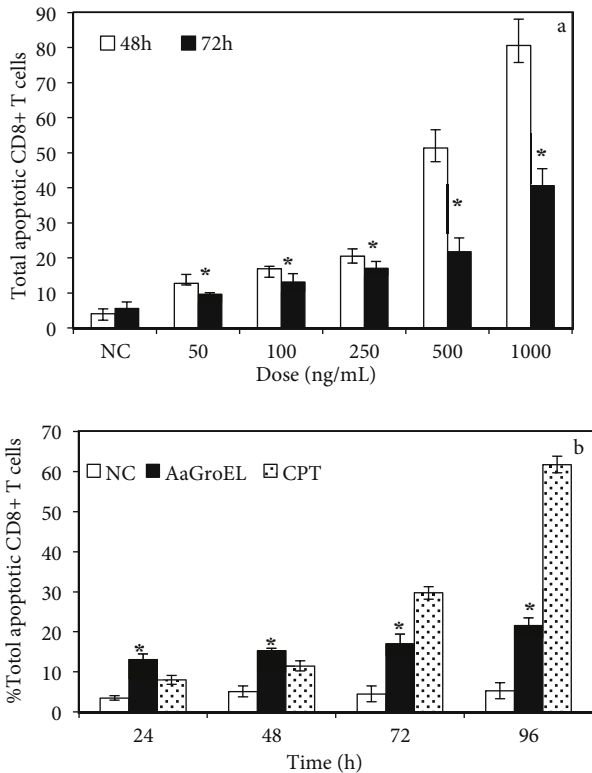 90
80
70
60
50
40
30
20
10
0
Total apoptotic CD8+ T cells
48h 72h
a
* * * * *
NC 50 100 250 500 1000
Dose (ng/mL)
70
60
50
40
30
20
10
0
%Totol apoptotic CD8+ T cells
NC AaGroEL CPT
b
* * * *
24 48 72 96
Time (h)